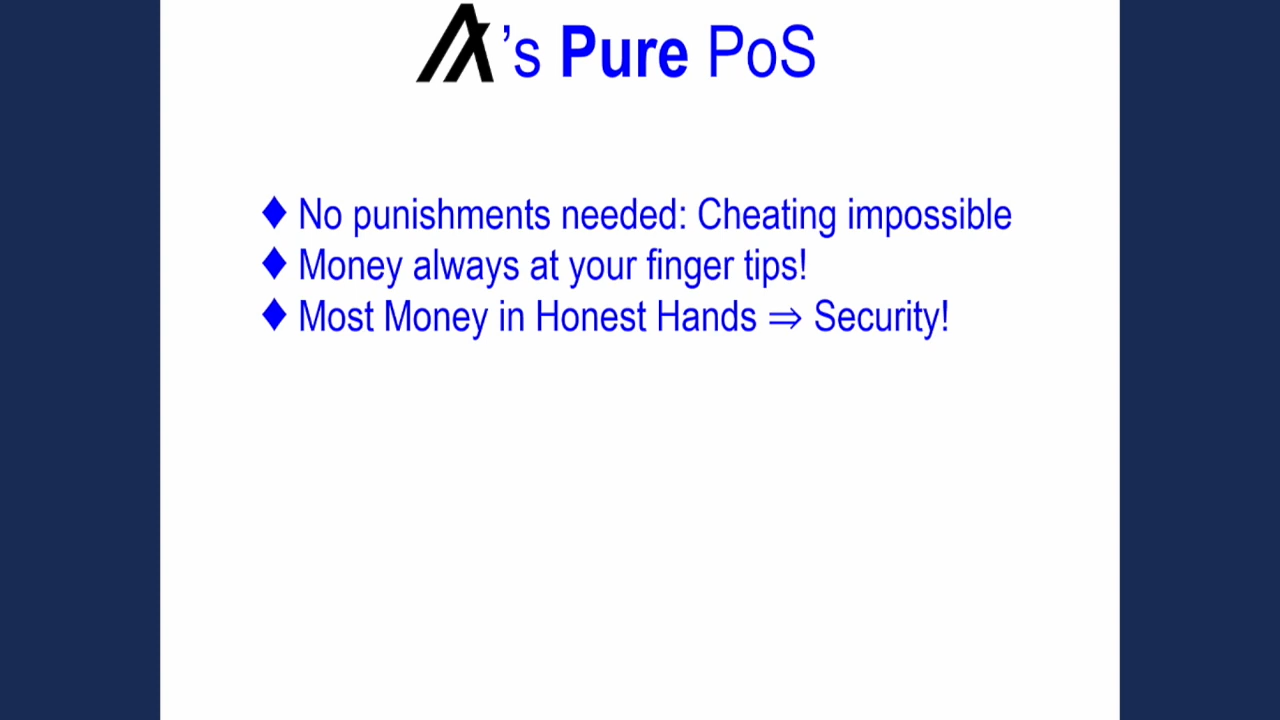 's Pure PoS
♦ No punishments needed: Cheating impossible
♦ Money always at your finger tips!
♦ Most Money in Honest Hands ⇒ Security!